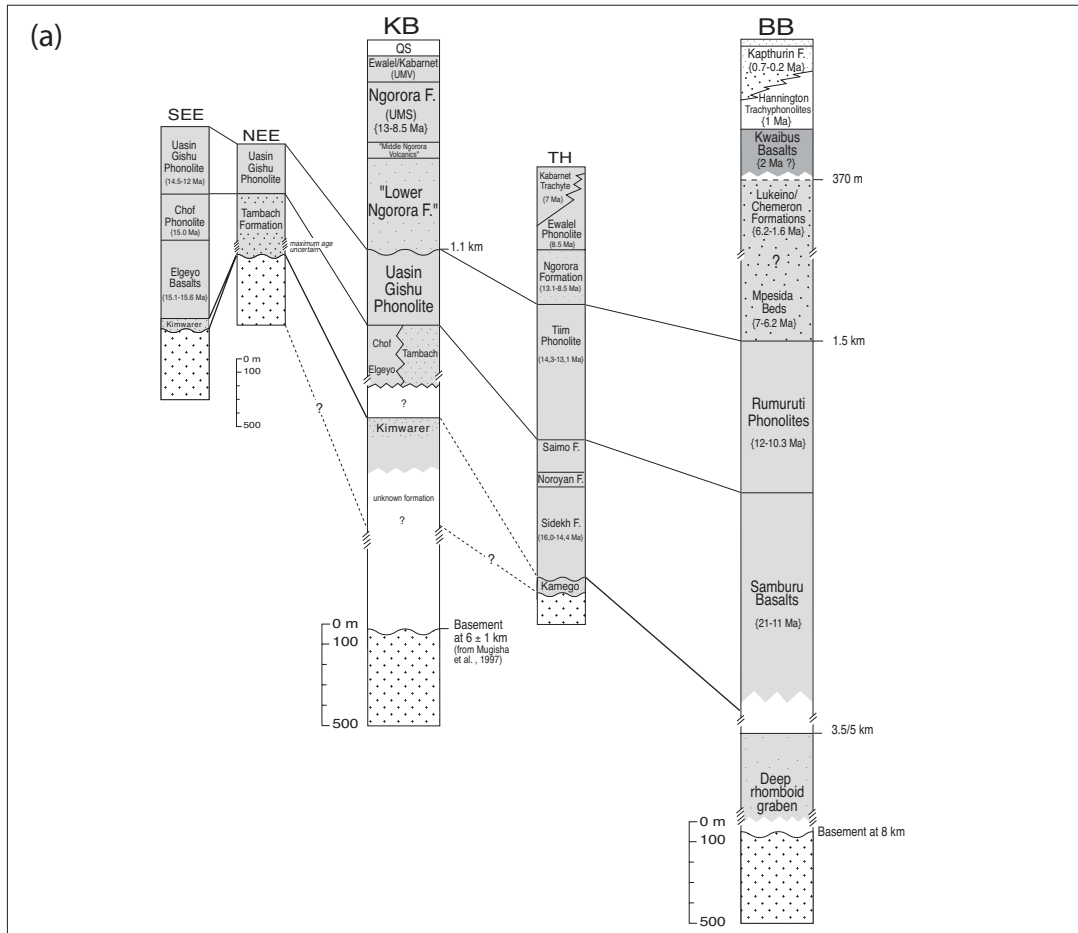 (a)
SEE
Uasin
Gishu
Phonolite
(14.5-12 Ma)
Chof
Phonolite
(15.0 Ma)
Elgeyo
Basalts
(15.1-15.6 Ma)
Kimwarer
NEE
Uasin
Gishu
Phonolite
Tambach
Formation
maximum age
uncertain
0 m
100
500
?
KB
QS
Ewalel/Kabarnet
(UMV)
Ngorora F.
(UMS)
{13-8.5 Ma}
"Middle Ngorora
Volcanics"
"Lower
Ngorora F."
1.1 km
Uasin
Gishu
Phonolite
Chof
Elgeyo
Tambach
?
Kimwarer
unknown formation
?
0 m
100
500
Basement
at 6 ± 1 km
(from Mugisha
et al. , 1997)
?
TH
Kabarnet
Trachyte
(7 Ma)
Ewalel
Phonolite
(8.5 Ma)
Ngorora
Formation
(13.1-8.5 Ma)
Tiim
Phonolite
(14,3-13,1 Ma)
Saimo F.
Noroyan F.
Sidekh F.
(16,0-14,4 Ma)
Kamego
BB
Kapthurin F.
{0.7-0.2 Ma}
Hannington
Trachyphonolites
{1 Ma}
Kwaibus
Basalts
{2 Ma ?}
370 m
Lukeino/
Chemeron
Formations
{6.2-1.6 Ma}
?
Mpesida
Beds
{7-6.2 Ma}
1.5 km
Rumuruti
Phonolites
{12-10.3 Ma}
Samburu
Basalts
{21-11 Ma}
3.5/5 km
Deep
rhomboid
graben
0 m
100
500
Basement at 8 km